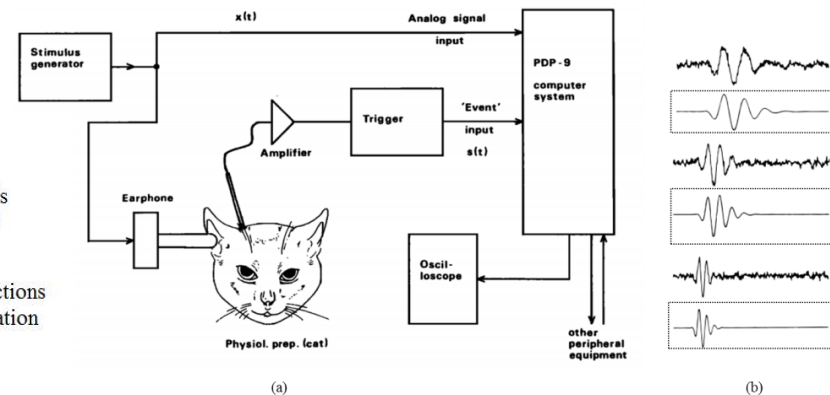 s
ctions
ation
x(t)
Analog signal
input
Stimulus
generator
PDP-9
computer
system
'Event'
input
s(t)
Trigger
Amplifier
Earphone
Oscil-
loscope
Physiol. prep. (cat)
other
peripheral
equipment
(a)
(b)